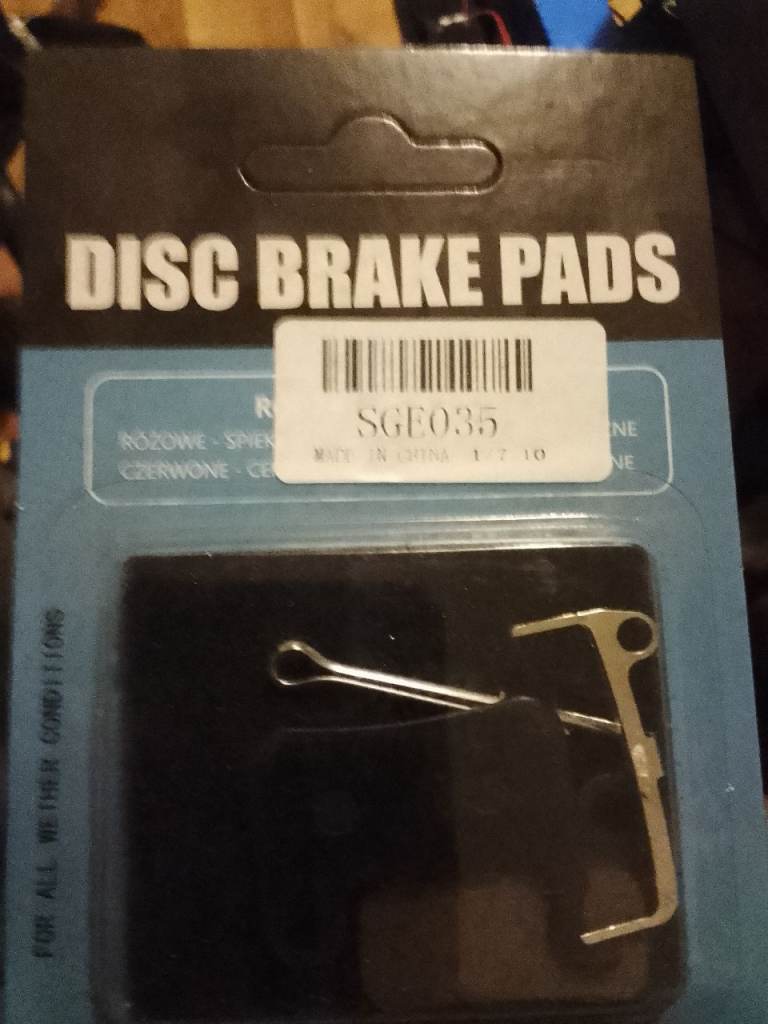 DISC BRAKE PADS
SGE035
RÓŻOWE - SPIEK
CZERWONE - CE
NE
MADE IN CHINA 1/7 10
FOR ALL WETHER CONDITIONS